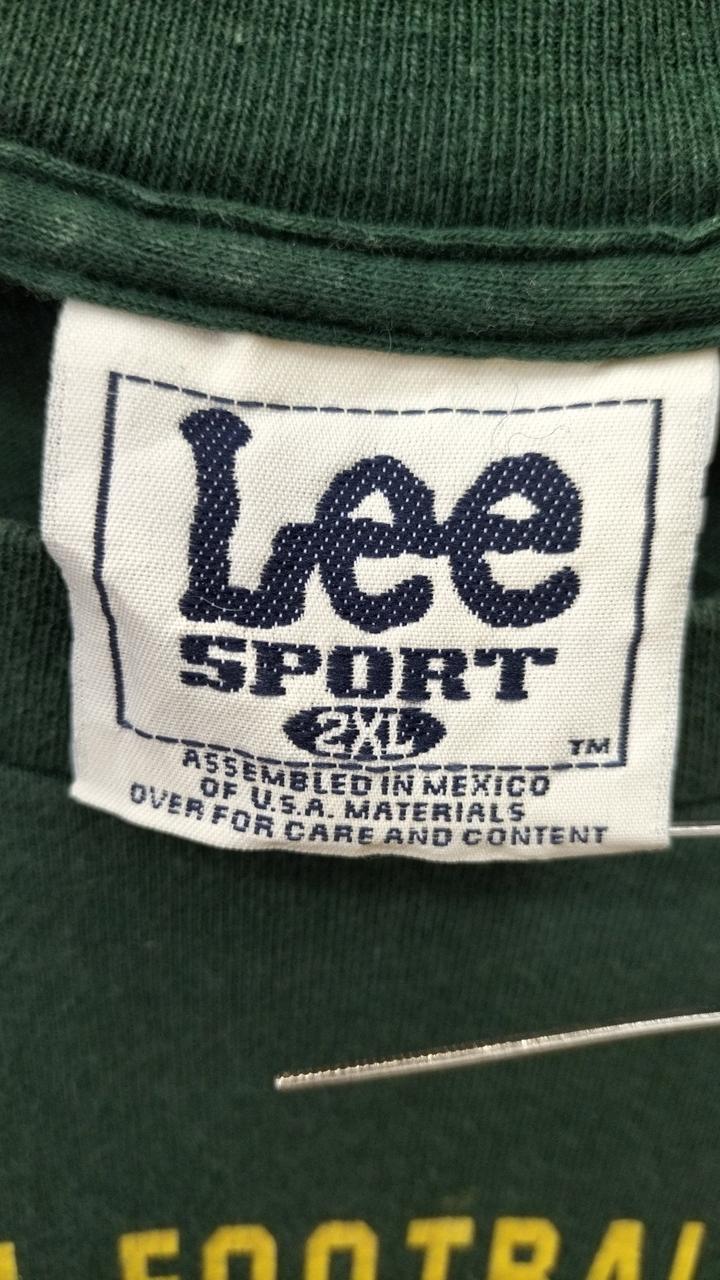 Lee
SPORT
2XL
TM
ASSEMBLED IN MEXICO
OF U.S.A. MATERIALS
OVER FOR CARE AND CONTENT